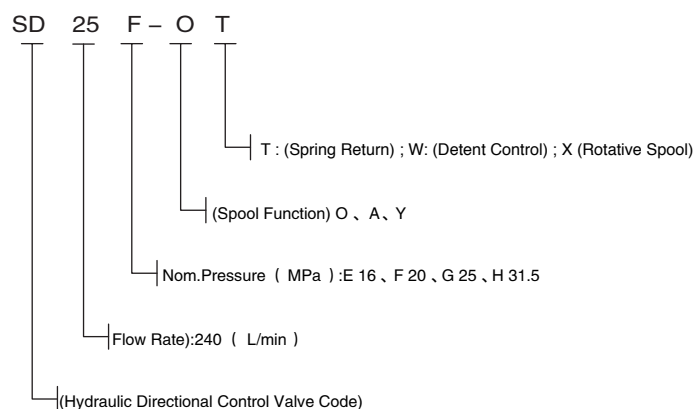 SD 25 F – O T
T : (Spring Return) ; W: (Detent Control) ; X (Rotative Spool)
(Spool Function) O 、A、Y
Nom.Pressure ( MPa ):E 16 、F 20 、G 25 、H 31.5
Flow Rate):240 ( L/min )
(Hydraulic Directional Control Valve Code)